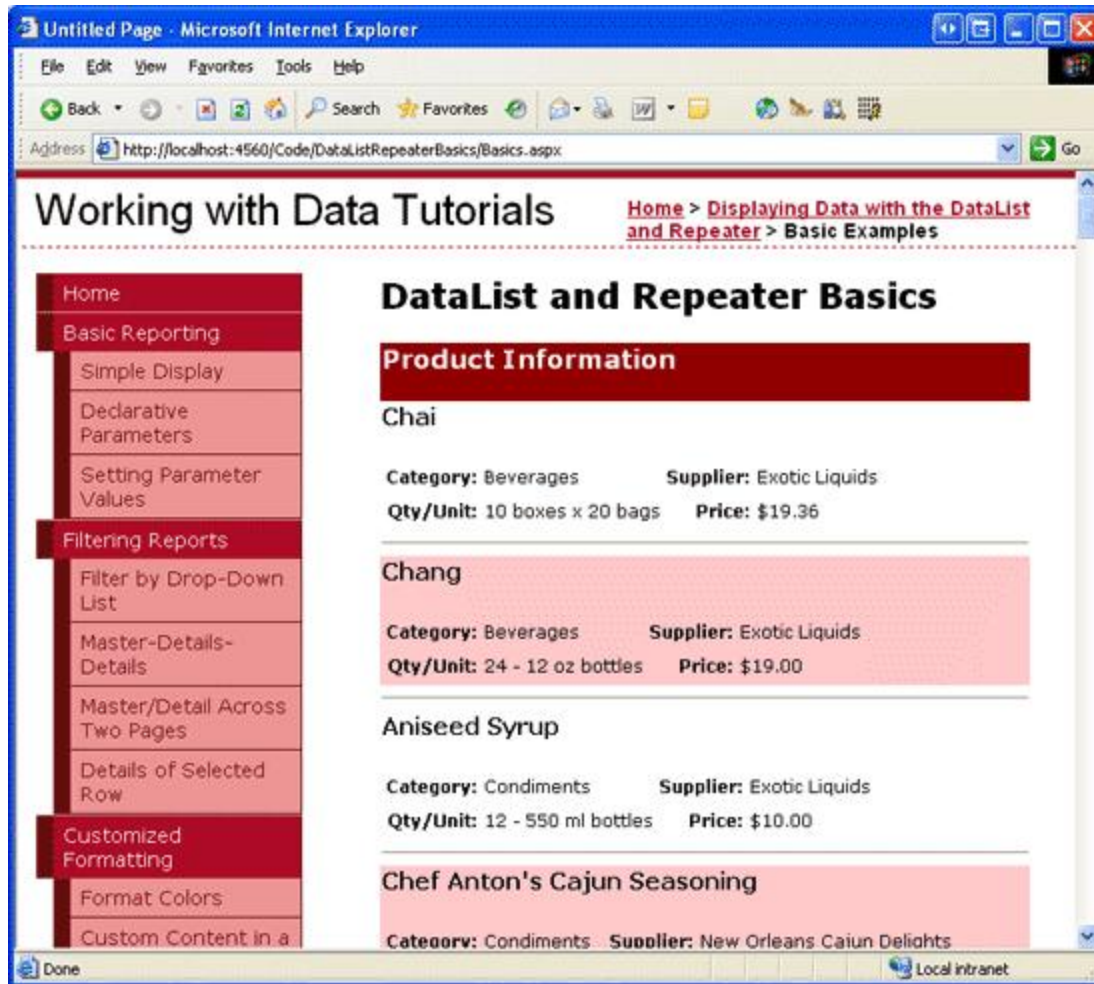 Untitled Page - Microsoft Internet Explorer
File Edit View Favorites Tools Help
Back Search Favorites
Address http://localhost:4560/Code/DataListRepeaterBasics/Basics.aspx Go
Working with Data Tutorials
Home > Displaying Data with the DataList
and Repeater > Basic Examples
Home
Basic Reporting
Simple Display
Declarative
Parameters
Setting Parameter
Values
Filtering Reports
Filter by Drop-Down
List
Master-Details-
Details
Master/Detail Across
Two Pages
Details of Selected
Row
Customized
Formatting
Format Colors
Custom Content in a
DataList and Repeater Basics
Product Information
Chai
Category: Beverages Supplier: Exotic Liquids
Qty/Unit: 10 boxes x 20 bags Price: $19.36
Chang
Category: Beverages Supplier: Exotic Liquids
Qty/Unit: 24 - 12 oz bottles Price: $19.00
Aniseed Syrup
Category: Condiments Supplier: Exotic Liquids
Qty/Unit: 12 - 550 ml bottles Price: $10.00
Chef Anton's Cajun Seasoning
Category: Condiments Supplier: New Orleans Cajun Delights
Done Local intranet